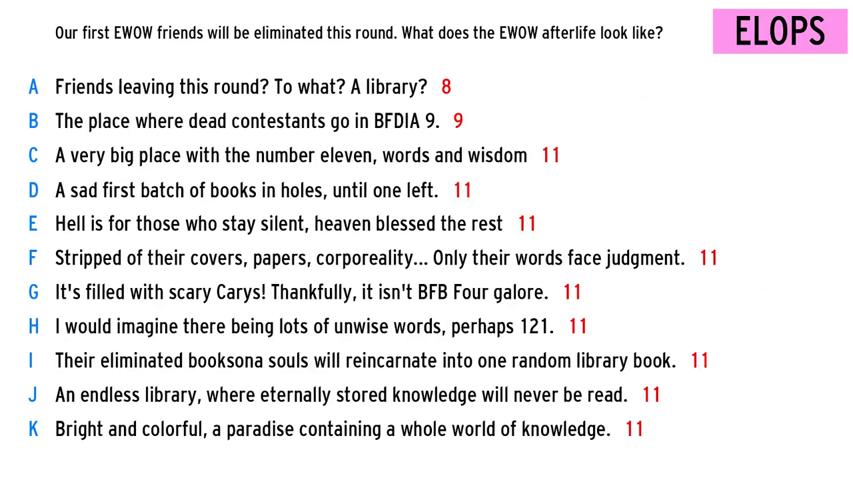 Our first EWOW friends will be eliminated this round. What does the EWOW afterlife look like?
ELOPS
A Friends leaving this round? To what? A library? 8
B The place where dead contestants go in BFDIA 9. 9
C A very big place with the number eleven, words and wisdom 11
D A sad first batch of books in holes, until one left. 11
E Hell is for those who stay silent, heaven blessed the rest 11
F Stripped of their covers, papers, corporeality... Only their words face judgment. 11
G It's filled with scary Carys! Thankfully, it isn't BFB Four galore. 11
H I would imagine there being lots of unwise words, perhaps 121. 11
I Their eliminated booksona souls will reincarnate into one random library book. 11
J An endless library, where eternally stored knowledge will never be read. 11
K Bright and colorful, a paradise containing a whole world of knowledge. 11